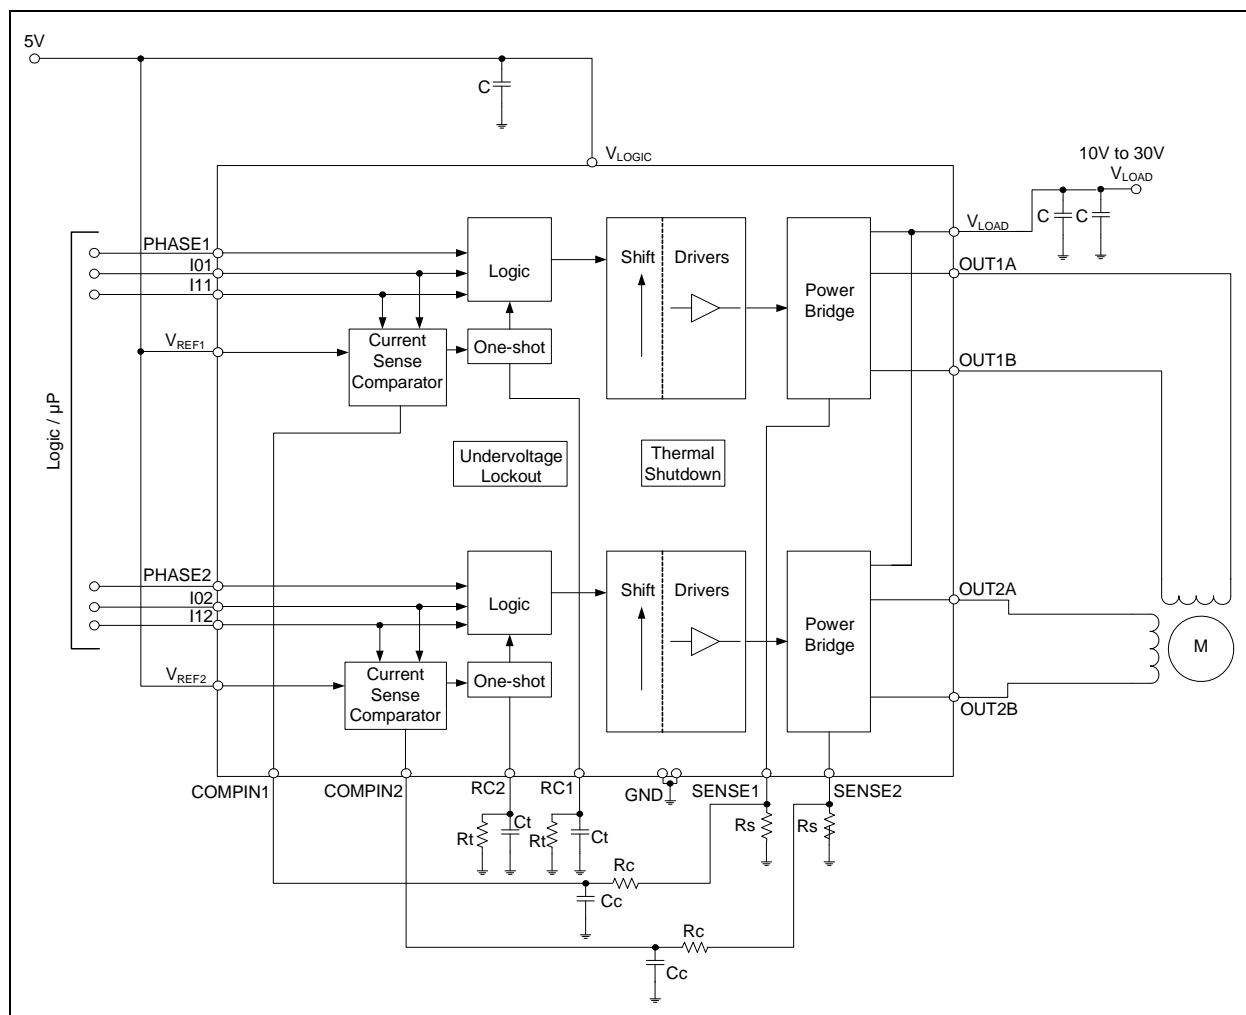 5V
C
VLOGIC
10V to 30V
VLOAD
C
C
VLOAD
PHASE1
I01
I11
Logic
Shift
Drivers
Power
Bridge
OUT1A
VREF1
Current
Sense
Comparator
One-shot
OUT1B
Logic / µP
Undervoltage
Lockout
Thermal
Shutdown
PHASE2
I02
I12
Logic
Shift
Drivers
Power
Bridge
OUT2A
M
VREF2
Current
Sense
Comparator
One-shot
OUT2B
COMPIN1
COMPIN2
RC2
RC1
GND
SENSE1
SENSE2
Rt
Ct
Rt
Ct
Rs
Rs
Rc
Cc
Rc
Cc